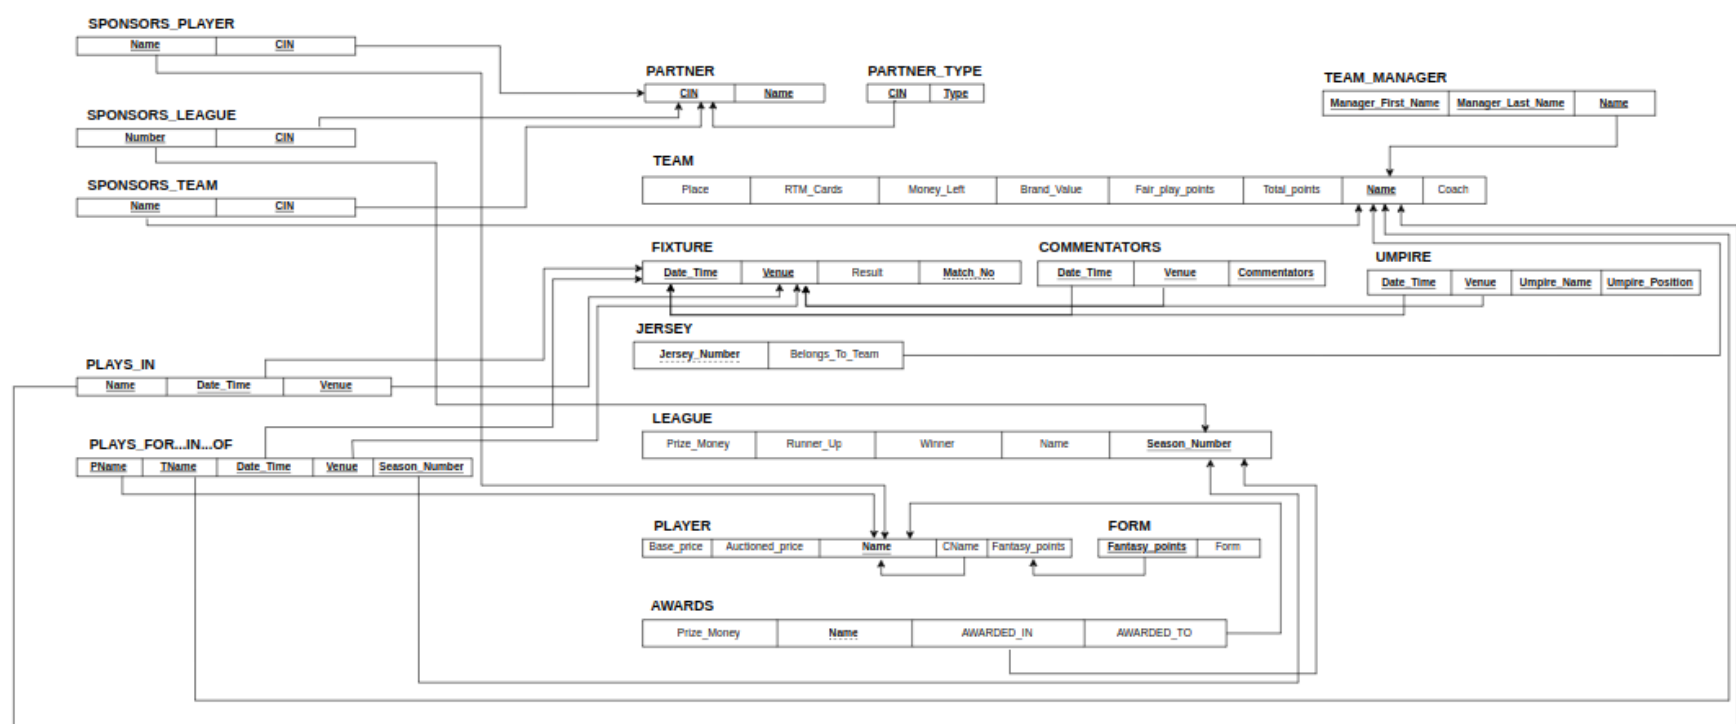 SPONSORS_PLAYER
Name CIN
PARTNER
CIN Name
PARTNER_TYPE
CIN Type
TEAM_MANAGER
Manager_First_Name Manager_Last_Name Name
SPONSORS_LEAGUE
Number CIN
TEAM
Place RTM_Cards Money_Left Brand_Value Fair_play_points Total_points Name Coach
SPONSORS_TEAM
Name CIN
FIXTURE
Date_Time Venue Result Match_No
COMMENTATORS
Date_Time Venue Commentators
UMPIRE
Date_Time Venue Umpire_Name Umpire_Position
JERSEY
Jersey_Number Belongs_To_Team
PLAYS_IN
Name Date_Time Venue
LEAGUE
Prize_Money Runner_Up Winner Name Season_Number
PLAYS_FOR...IN...OF
PName TName Date_Time Venue Season_Number
PLAYER
Base_price Auctioned_price Name CName Fantasy_points
FORM
Fantasy_points Form
AWARDS
Prize_Money Name AWARDED_IN AWARDED_TO